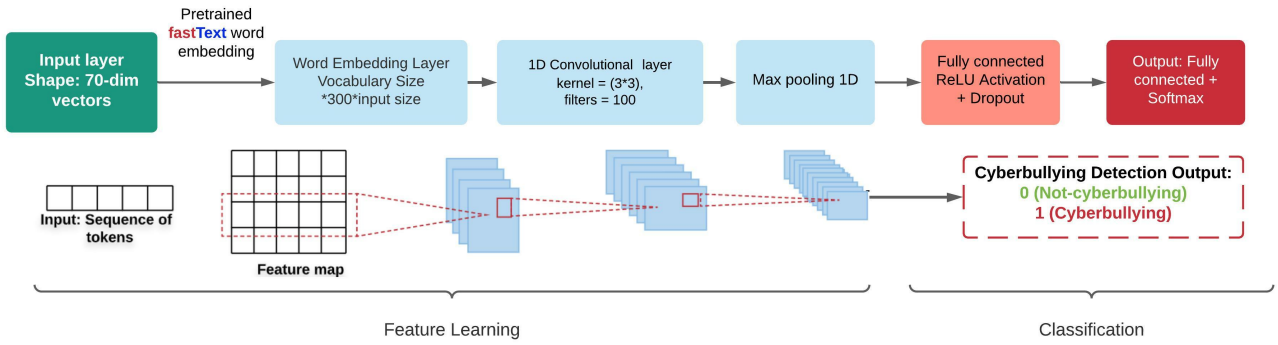 Pretrained
fastText word
embedding
Input layer
Shape: 70-dim
vectors
Word Embedding Layer
Vocabulary Size
*300*input size
1D Convolutional layer
kernel = (3*3),
filters = 100
Max pooling 1D
Fully connected
ReLU Activation
+ Dropout
Output: Fully
connected +
Softmax
Input: Sequence of
tokens
Feature map
Cyberbullying Detection Output:
0 (Not-cyberbullying)
1 (Cyberbullying)
Feature Learning
Classification